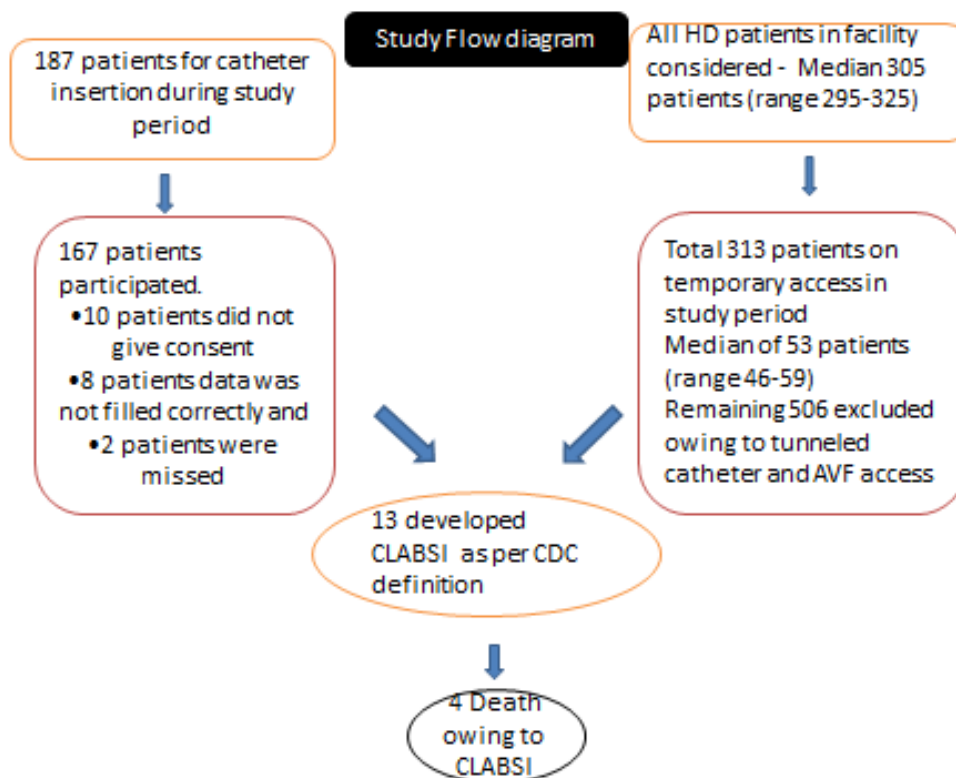 Study Flow diagram
187 patients for catheter
insertion during study
period
All HD patients in facility
considered - Median 305
patients (range 295-325)
167 patients
participated.
•10 patients did not
give consent
•8 patients data was
not filled correctly and
•2 patients were
missed
Total 313 patients on
temporary access in
study period
Median of 53 patients
(range 46-59)
Remaining 506 excluded
owing to tunneled
catheter and AVF access
13 developed
CLABSI as per CDC
definition
4 Death
owing to
CLABSI